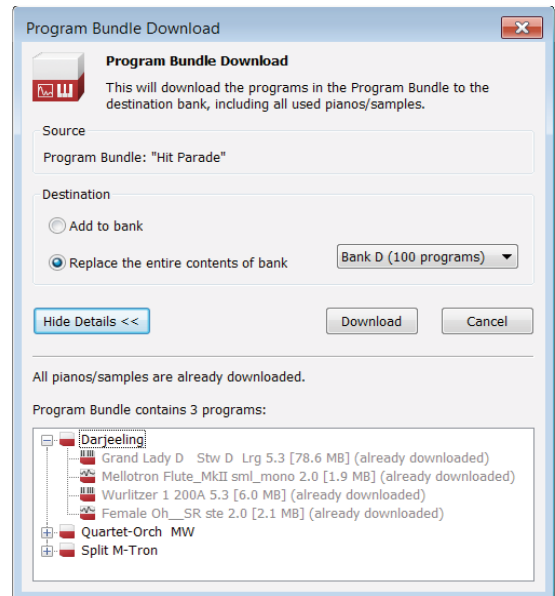 Program Bundle Download
Program Bundle Download
This will download the programs in the Program Bundle to the
destination bank, including all used pianos/samples.
Source
Program Bundle: "Hit Parade"
Destination
Add to bank
Replace the entire contents of bank
Bank D (100 programs)
Hide Details <<
Download
Cancel
All pianos/samples are already downloaded.
Program Bundle contains 3 programs:
Darjeeling
Grand Lady D   Stw D  Lrg 5.3 [78.6 MB] (already downloaded)
Mellotron Flute_MkII sml_mono 2.0 [1.9 MB] (already downloaded)
Wurlitzer 1 200A 5.3 [6.0 MB] (already downloaded)
Female Oh__SR ste 2.0 [2.1 MB] (already downloaded)
Quartet-Orch  MW
Split M-Tron